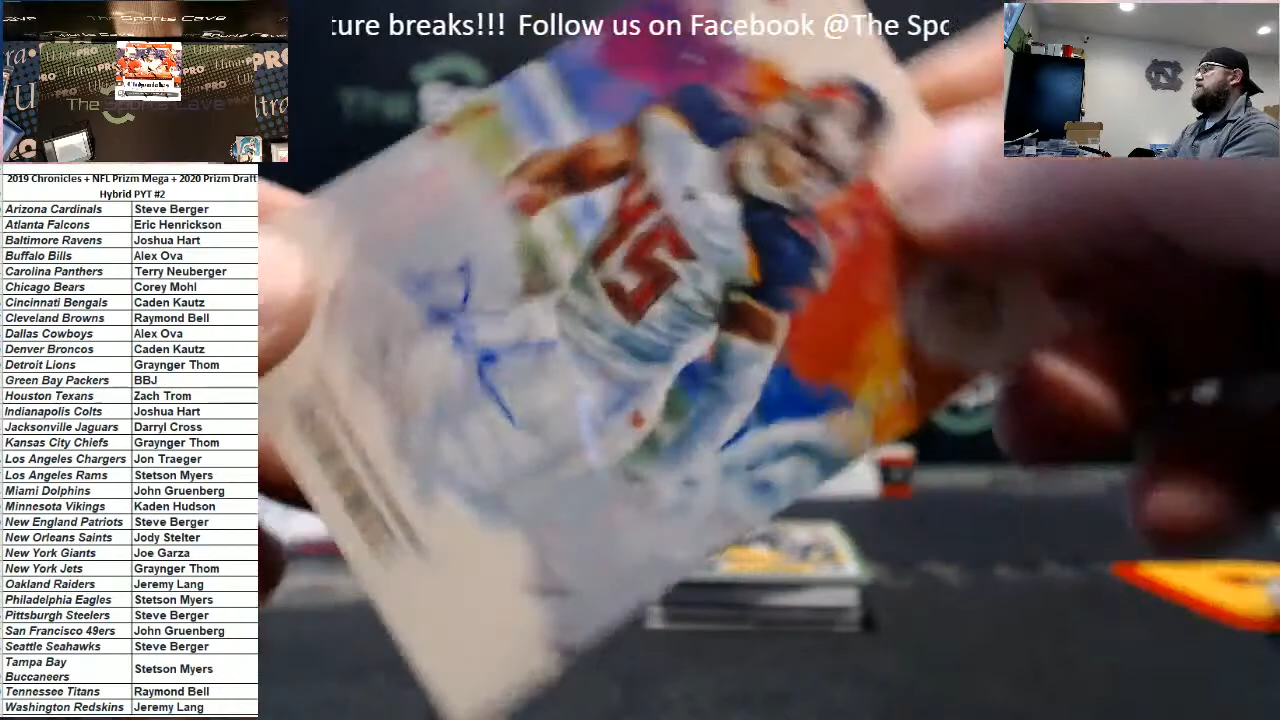 ture breaks!!! Follow us on Facebook @The Spo
PRO
PRO
The Sports Cave
2019 Chronicles + NFL Prizm Mega + 2020 Prizm Draft
Hybrid PYT #2
Arizona Cardinals Steve Berger
Atlanta Falcons Eric Henrickson
Baltimore Ravens Joshua Hart
Buffalo Bills Alex Ova
Carolina Panthers Terry Neuberger
Chicago Bears Corey Mohl
Cincinnati Bengals Caden Kautz
Cleveland Browns Raymond Bell
Dallas Cowboys Alex Ova
Denver Broncos Caden Kautz
Detroit Lions Graynger Thom
Green Bay Packers BBJ
Houston Texans Zach Trom
Indianapolis Colts Joshua Hart
Jacksonville Jaguars Darryl Cross
Kansas City Chiefs Graynger Thom
Los Angeles Chargers Jon Traeger
Los Angeles Rams Stetson Myers
Miami Dolphins John Gruenberg
Minnesota Vikings Kaden Hudson
New England Patriots Steve Berger
New Orleans Saints Jody Stelter
New York Giants Joe Garza
New York Jets Graynger Thom
Oakland Raiders Jeremy Lang
Philadelphia Eagles Stetson Myers
Pittsburgh Steelers Steve Berger
San Francisco 49ers John Gruenberg
Seattle Seahawks Steve Berger
Tampa Bay
Buccaneers Stetson Myers
Tennessee Titans Raymond Bell
Washington Redskins Jeremy Lang
15